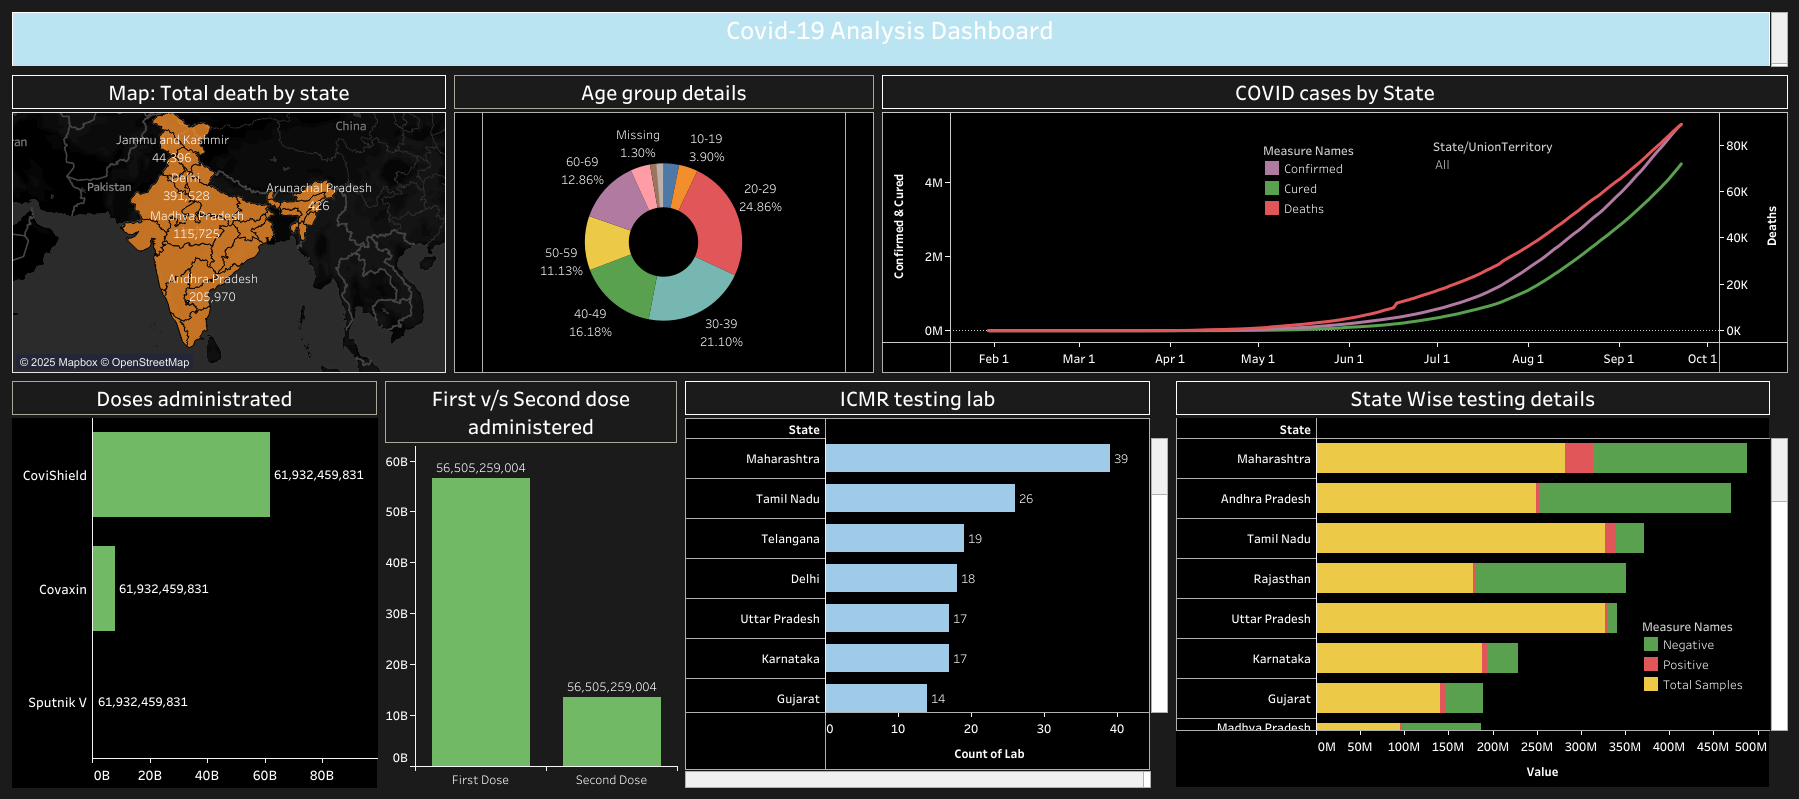 Covid-19 Analysis Dashboard
Map: Total death by state
an
China
Jammu and Kashmir
44,396
Delhi
391,528
Pakistan
Arunachal Pradesh
426
Madhya Pradesh
115,725
Andhra Pradesh
205,970
© 2025 Mapbox © OpenStreetMap
Age group details
Missing
1.30%
10-19
3.90%
60-69
12.86%
20-29
24.86%
50-59
11.13%
40-49
16.18%
30-39
21.10%
COVID cases by State
Confirmed & Cured
4M
2M
0M
Measure Names
Confirmed
Cured
Deaths
State/UnionTerritory
All
80K
60K
40K
20K
0K
Deaths
Feb 1 Mar 1 Apr 1 May 1 Jun 1 Jul 1 Aug 1 Sep 1 Oct 1
Doses administrated
CoviShield 61,932,459,831
Covaxin 61,932,459,831
Sputnik V 61,932,459,831
0B 20B 40B 60B 80B
First v/s Second dose
administered
60B
50B
40B
30B
20B
10B
0B
56,505,259,004
56,505,259,004
First Dose Second Dose
ICMR testing lab
State
Maharashtra 39
Tamil Nadu 26
Telangana 19
Delhi 18
Uttar Pradesh 17
Karnataka 17
Gujarat 14
0 10 20 30 40
Count of Lab
State Wise testing details
State
Maharashtra
Andhra Pradesh
Tamil Nadu
Rajasthan
Uttar Pradesh
Karnataka
Gujarat
Madhya Pradesh
Measure Names
Negative
Positive
Total Samples
0M 50M 100M 150M 200M 250M 300M 350M 400M 450M 500M
Value